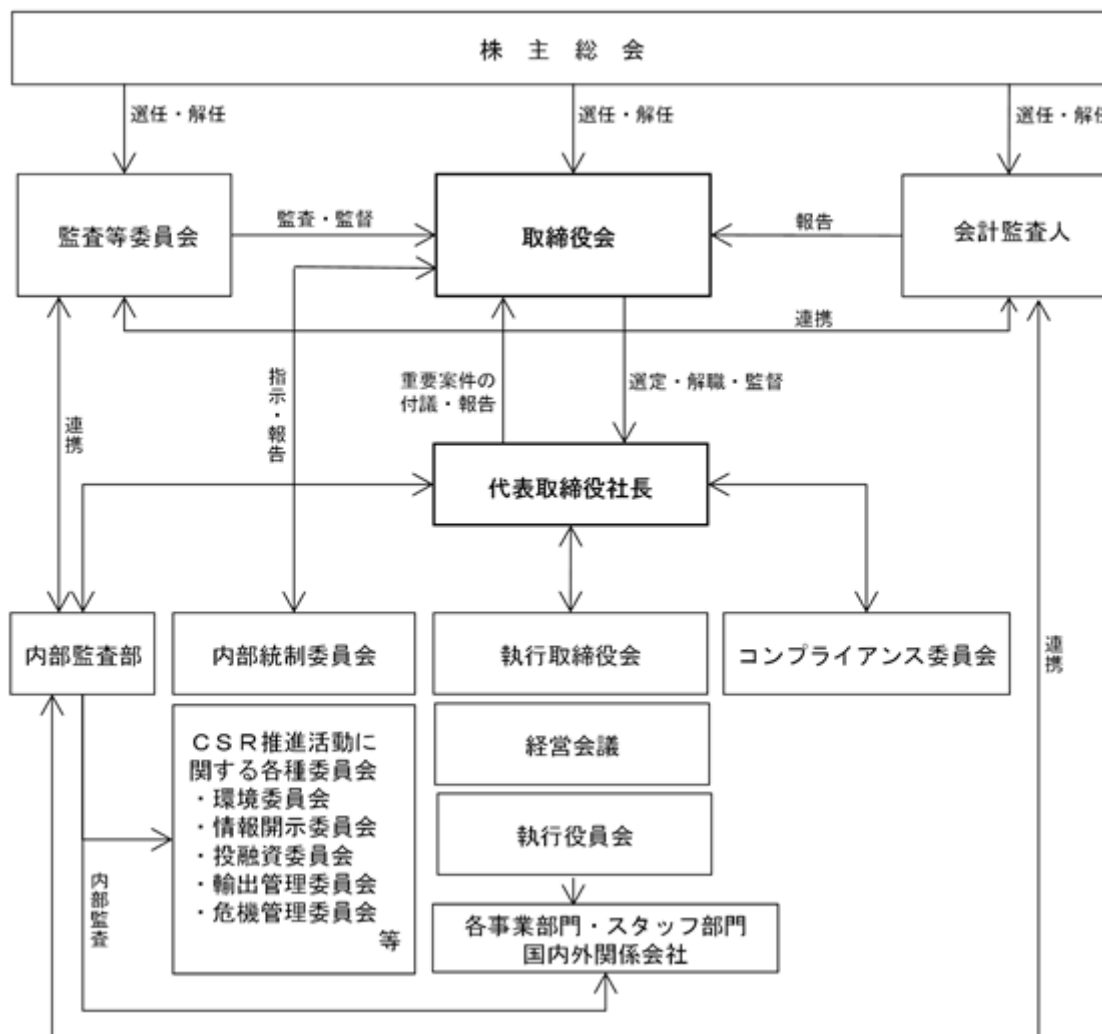 株主総会
選任・解任
選任・解任
選任・解任
監査等委員会
監査・監督
取締役会
報告
会計監査人
連携
指示・報告
重要案件の
付議・報告
選定・解職・監督
連携
代表取締役社長
内部監査部
内部統制委員会
執行取締役会
コンプライアンス委員会
連携
CSR推進活動に
関する各種委員会
・環境委員会
・情報開示委員会
・投融資委員会
・輸出管理委員会
・危機管理委員会
等
経営会議
執行役員会
内部監査
各事業部門・スタッフ部門
国内外関係会社